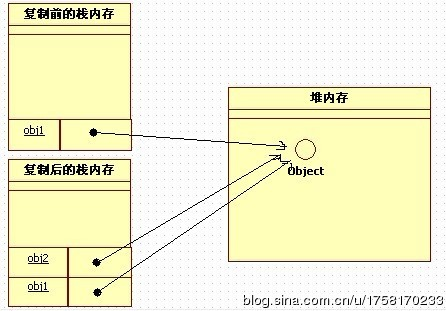 复制前的栈内存
obj1
堆内存
Object
复制后的栈内存
obj2
obj1
blog.sina.com.cn/u/1758170233